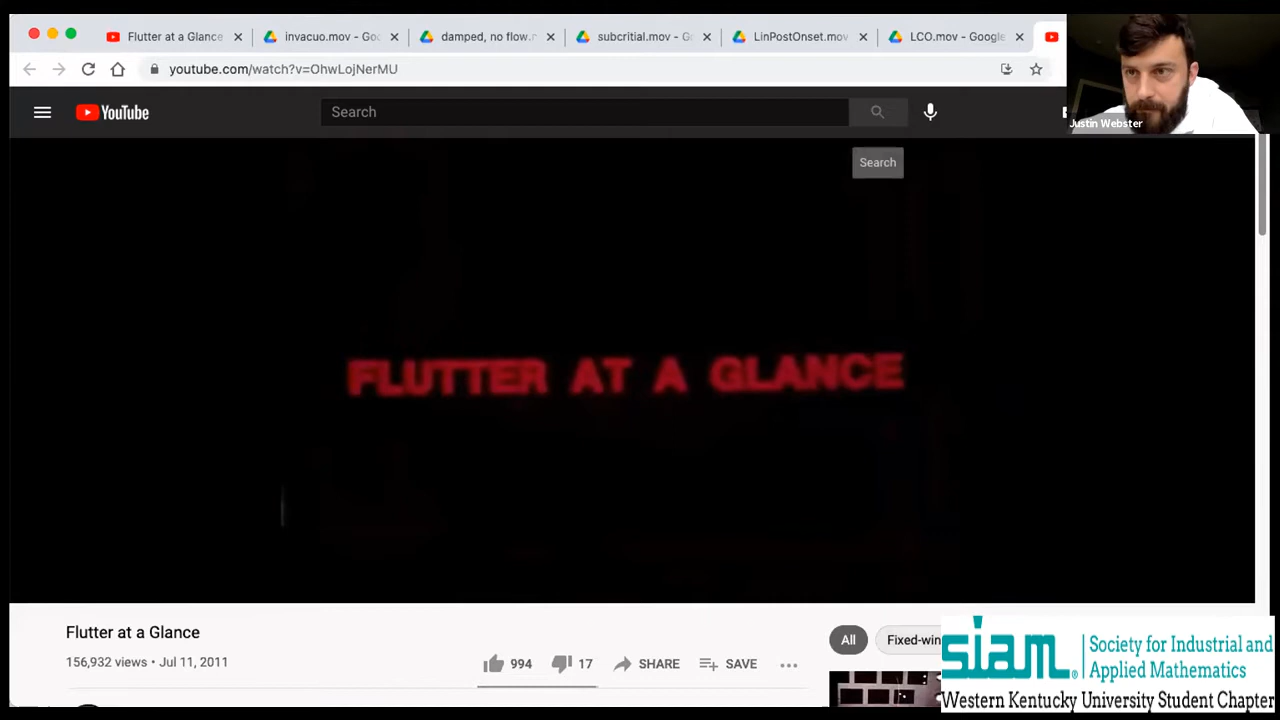 Flutter at a Glance
invacuo.mov - Goo
damped, no flow.m
subcritial.mov - Go
LinPostOnset.mov
LCO.mov - Google
youtube.com/watch?v=OhwLojNerMU
Justin Webster
YouTube
Search
Search
FLUTTER AT A GLANCE
Flutter at a Glance
156,932 views • Jul 11, 2011
994
17
SHARE
SAVE
All
Fixed-win
siam®
Society for Industrial and
Applied Mathematics
Western Kentucky University Student Chapter